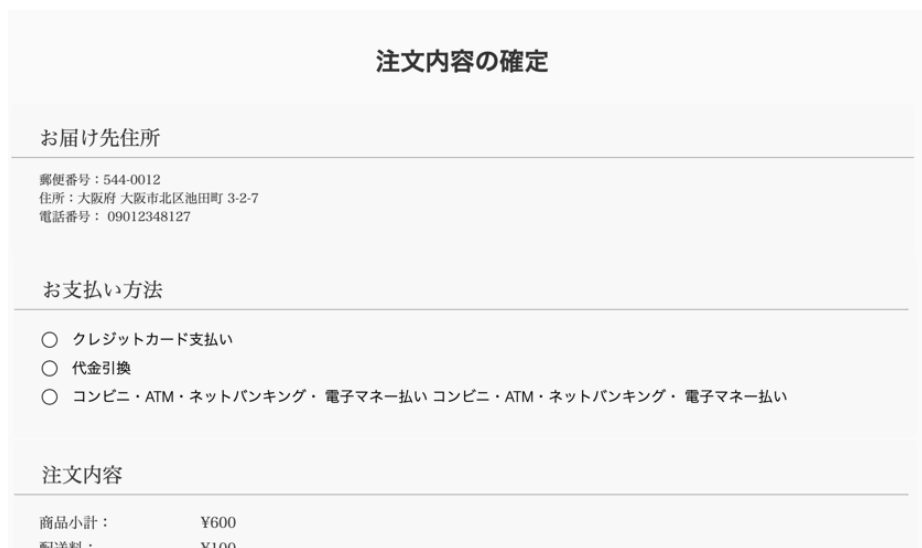 注文内容の確定
お届け先住所
郵便番号：544-0012
住所：大阪府 大阪市北区池田町 3-2-7
電話番号： 09012348127
お支払い方法
クレジットカード支払い
代金引換
コンビニ・ATM・ネットバンキング・ 電子マネー払い コンビニ・ATM・ネットバンキング・ 電子マネー払い
注文内容
商品小計： ¥600
配送料： ¥100